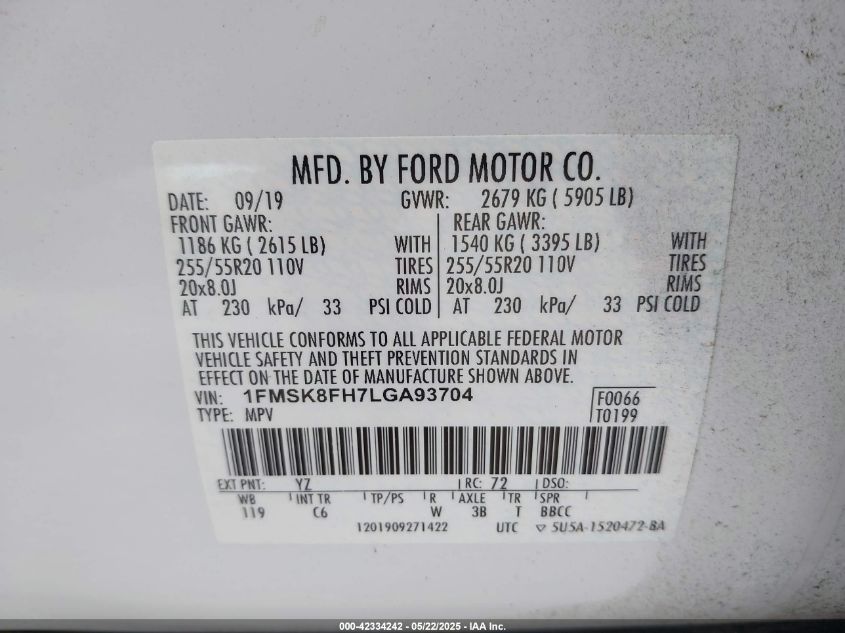 MFD. BY FORD MOTOR CO.
DATE: 09/19 GVWR: 2679 KG ( 5905 LB)
FRONT GAWR: REAR GAWR:
1186 KG ( 2615 LB) WITH 1540 KG ( 3395 LB) WITH
255/55R20 110V TIRES 255/55R20 110V TIRES
20x8.0J RIMS 20x8.0J RIMS
AT 230 kPa/ 33 PSI COLD AT 230 kPa/ 33 PSI COLD
THIS VEHICLE CONFORMS TO ALL APPLICABLE FEDERAL MOTOR
VEHICLE SAFETY AND THEFT PREVENTION STANDARDS IN
EFFECT ON THE DATE OF MANUFACTURE SHOWN ABOVE.
VIN: 1FMSK8FH7LGA93704 F0066
TYPE: MPV T0199
EXT PNT: YZ RC: 72 DSO:
WB INT TR TP/PS R AXLE TR SPR
119 C6 W 3B T BBCC
1201909271422 UTC ▽ 5U5A-1520472-BA
000-42334242 - 05/22/2025 - IAA Inc.